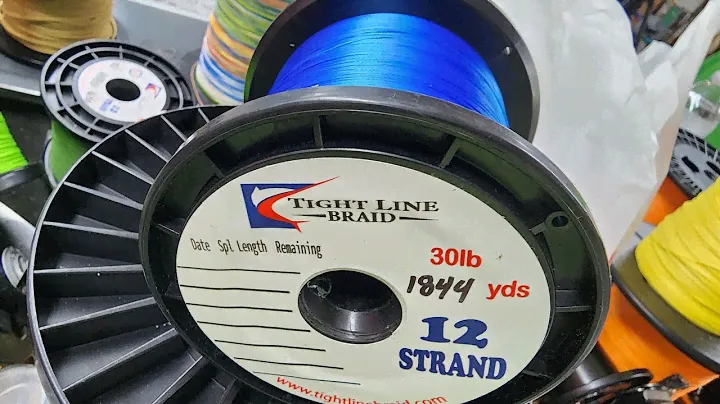 TIGHT LINE
BRAID
Date Spl Length Remaining
30lb
1844 yds
12
STRAND
www.tightlinebraid.com